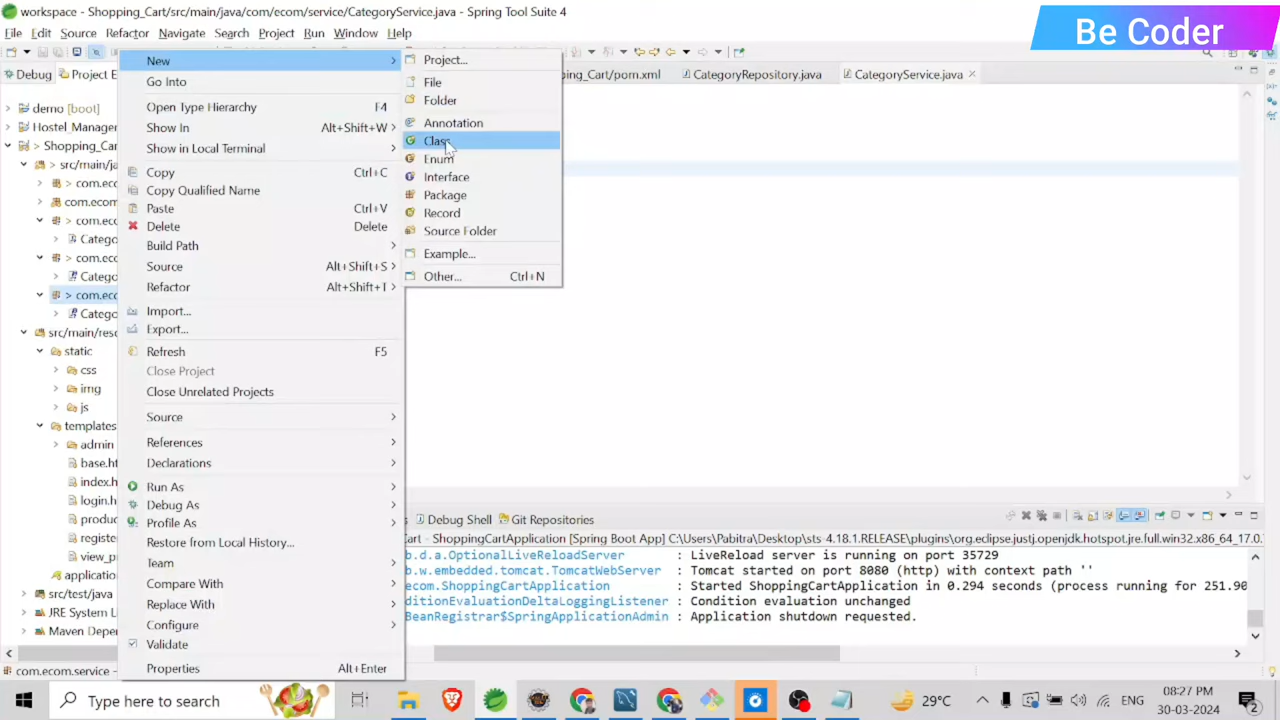 workspace - Shopping_Cart/src/main/java/com/ecom/service/CategoryService.java - Spring Tool Suite 4
Be Coder
File Edit Source Refactor Navigate Search Project Run Window Help
Debug
Project E
ing_Cart/pom.xml
CategoryRepository.java
CategoryService.java
demo [boot]
Hostel_Manager
Shopping_Cart
src/main/ja
com.ec
com.eco
com.ec
Catego
com.ec
Catego
com.eco
Catego
src/main/reso
static
css
img
js
templates
admin
base.ht
index.h
login.h
produc
registe
view_p
applicatio
src/test/java
JRE System Li
Maven Deper
New
Go Into
Open Type Hierarchy F4
Show In Alt+Shift+W
Show in Local Terminal
Copy Ctrl+C
Copy Qualified Name
Paste Ctrl+V
Delete Delete
Build Path
Source Alt+Shift+S
Refactor Alt+Shift+T
Import...
Export...
Refresh F5
Close Project
Close Unrelated Projects
Source
References
Declarations
Run As
Debug As
Profile As
Restore from Local History...
Team
Compare With
Replace With
Configure
Validate
Properties Alt+Enter
Project...
File
Folder
Annotation
Class
Enum
Interface
Package
Record
Source Folder
Example...
Other... Ctrl+N
Debug Shell
Git Repositories
Cart - ShoppingCartApplication [Spring Boot App] C:\Users\Pabitra\Desktop\sts 4.18.1.RELEASE\plugins\org.eclipse.justj.openjdk.hotspot.jre.full.win32.x86_64_17.0.
b.d.a.OptionalLiveReloadServer : LiveReload server is running on port 35729
b.w.embedded.tomcat.TomcatWebServer : Tomcat started on port 8080 (http) with context path ''
ecom.ShoppingCartApplication : Started ShoppingCartApplication in 0.294 seconds (process running for 251.90
ditionEvaluationDeltaLoggingListener : Condition evaluation unchanged
BeanRegistrar$SpringApplicationAdmin : Application shutdown requested.
com.ecom.service
Type here to search
29°C
ENG
08:27 PM
30-03-2024
2